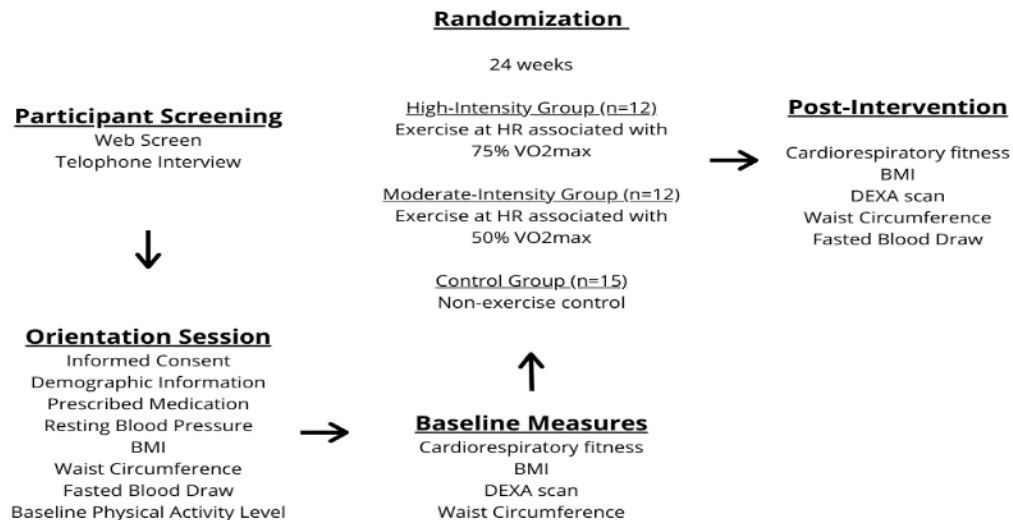 Participant Screening
Web Screen
Telophone Interview
Orientation Session
Informed Consent
Demographic Information
Prescribed Medication
Resting Blood Pressure
BMI
Waist Circumference
Fasted Blood Draw
Baseline Physical Activity Level
Baseline Measures
Cardiorespiratory fitness
BMI
DEXA scan
Waist Circumference
Randomization
24 weeks
High-Intensity Group (n=12)
Exercise at HR associated with
75% VO2max
Moderate-Intensity Group (n=12)
Exercise at HR associated with
50% VO2max
Control Group (n=15)
Non-exercise control
Post-Intervention
Cardiorespiratory fitness
BMI
DEXA scan
Waist Circumference
Fasted Blood Draw